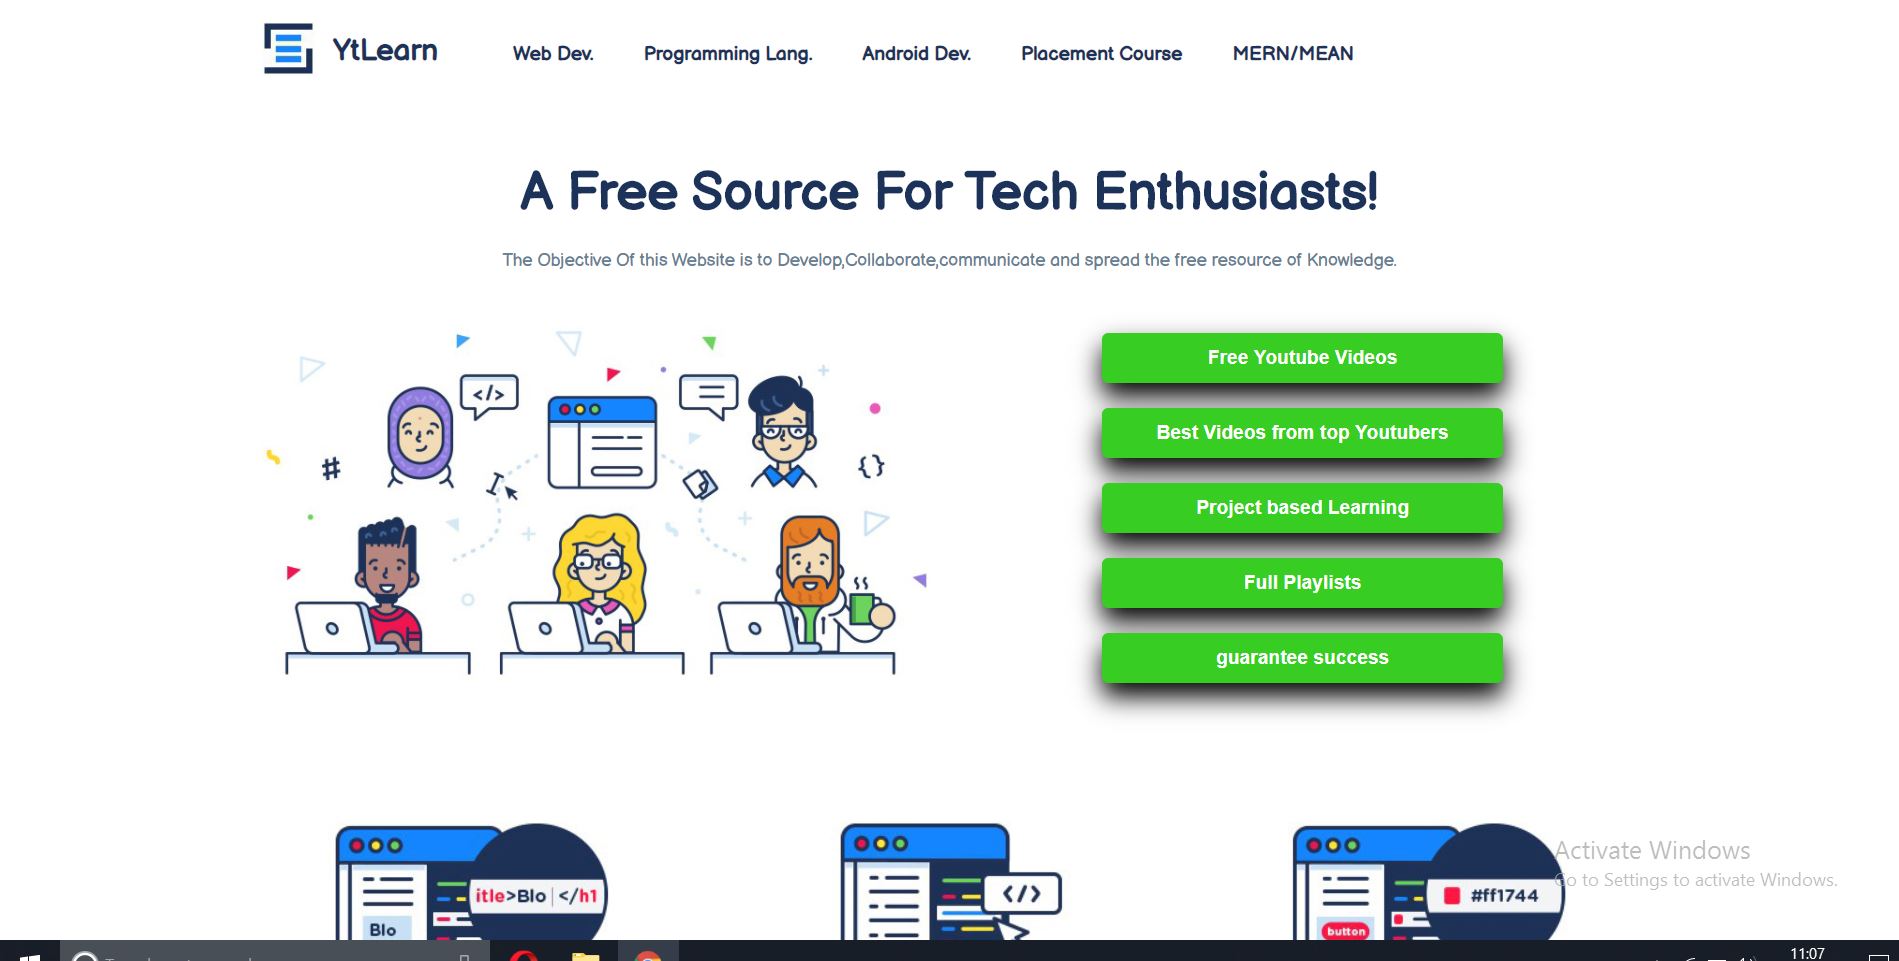 YtLearn
Web Dev. Programming Lang. Android Dev. Placement Course MERN/MEAN
A Free Source For Tech Enthusiasts!
The Objective Of this Website is to Develop,Collaborate,communicate and spread the free resource of Knowledge.
</>
#
{}
Free Youtube Videos
Best Videos from top Youtubers
Project based Learning
Full Playlists
guarantee success
itle>Blo|</h1
Blo
</>
#ff1744
button
Activate Windows
Go to Settings to activate Windows.
11:07